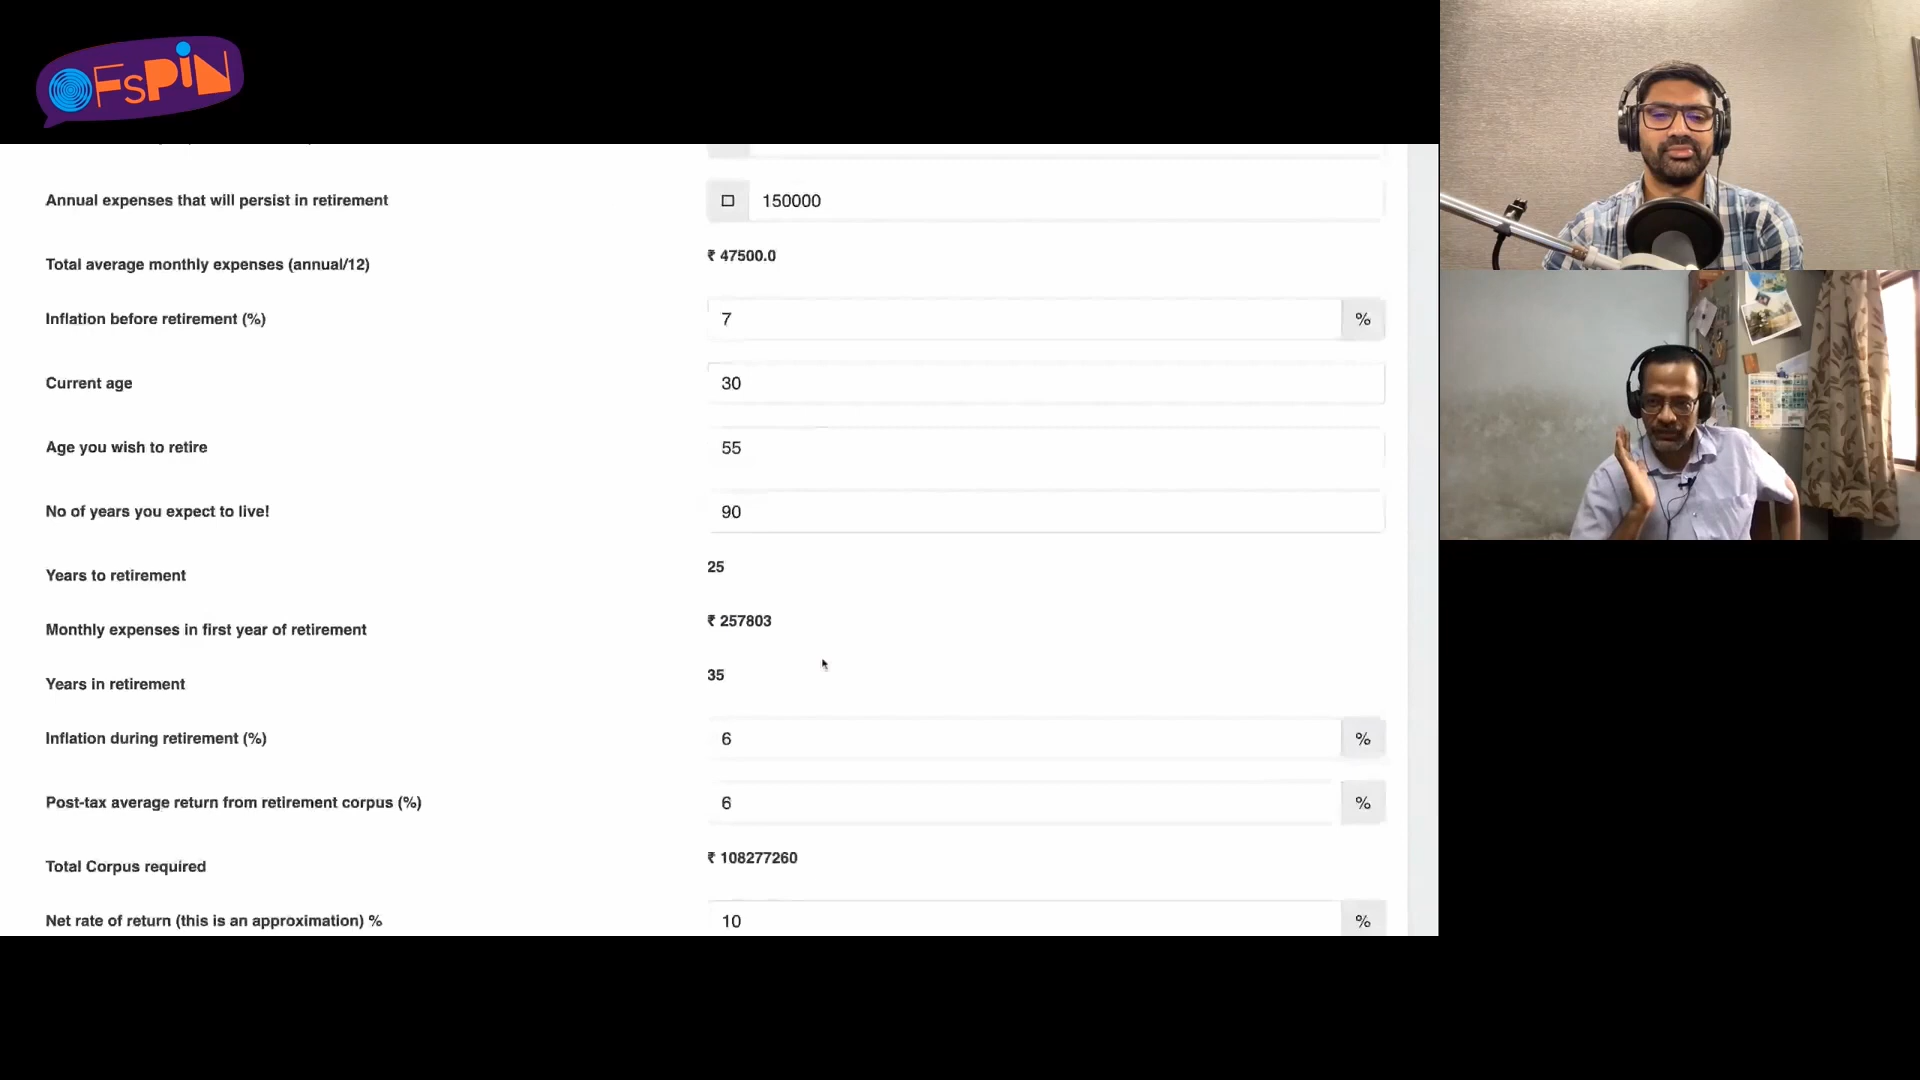 OFSPIN
Annual expenses that will persist in retirement
150000
Total average monthly expenses (annual/12)
₹ 47500.0
Inflation before retirement (%)
7
%
Current age
30
Age you wish to retire
55
No of years you expect to live!
90
Years to retirement
25
Monthly expenses in first year of retirement
₹ 257803
Years in retirement
35
Inflation during retirement (%)
6
%
Post-tax average return from retirement corpus (%)
6
%
Total Corpus required
₹ 108277260
Net rate of return (this is an approximation) %
10
%